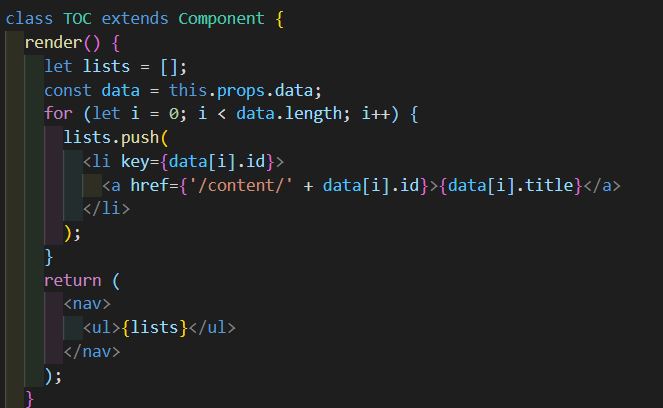 class TOC extends Component {
render() {
let lists = [];
const data = this.props.data;
for (let i = 0; i < data.length; i++) {
lists.push(
<li key={data[i].id}>
<a href={'/content/' + data[i].id}>{data[i].title}</a>
</li>
);
}
return (
<nav>
<ul>{lists}</ul>
</nav>
);
}